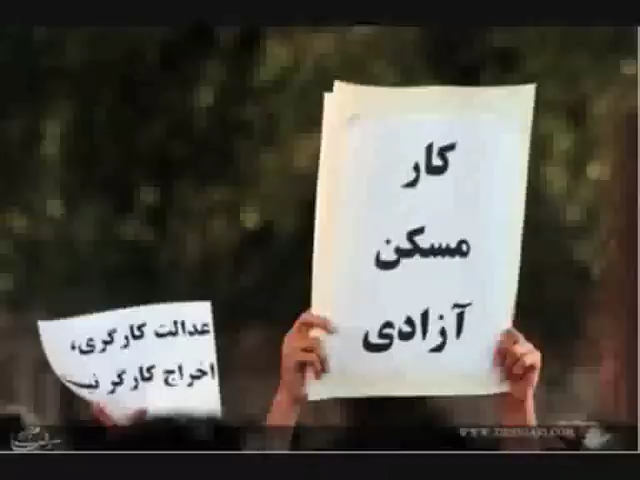 کار
مسکن
آزادی
عدالت کارگری،
اخراج کارگر